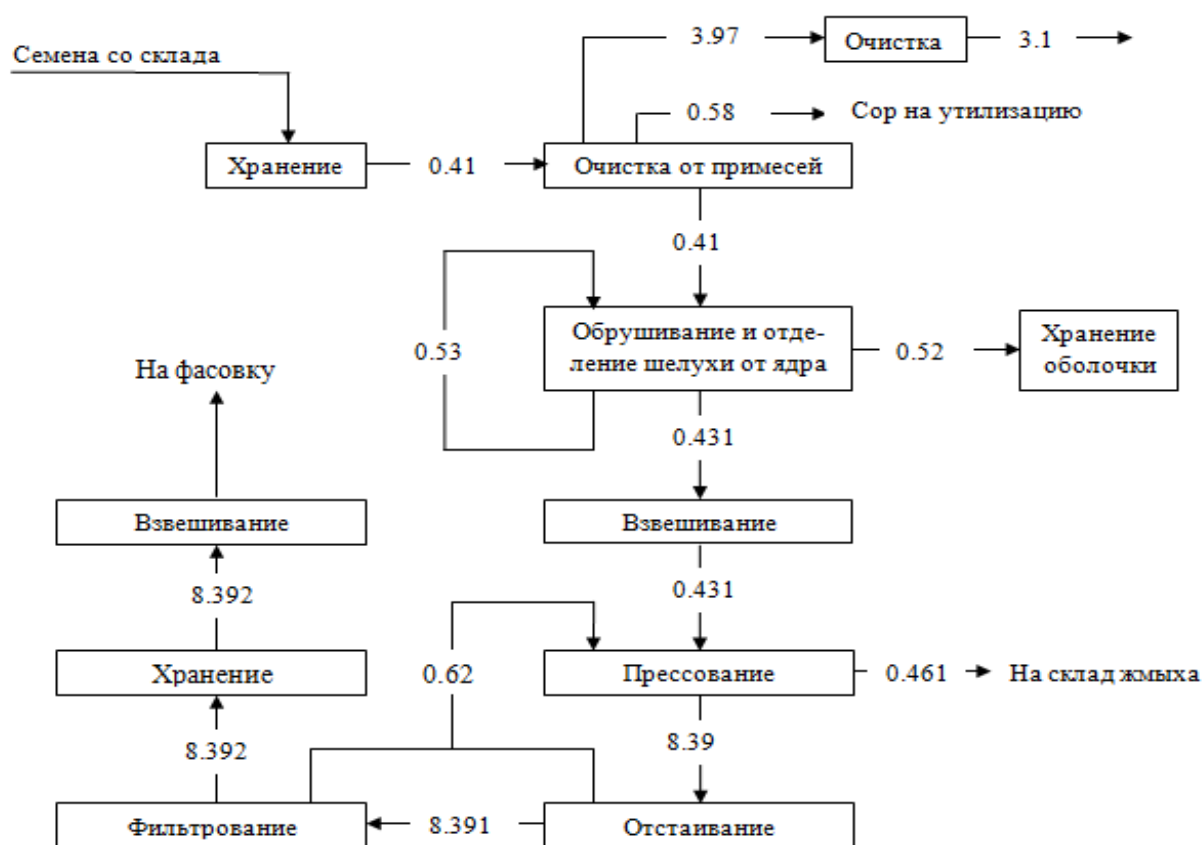 3.97
Очистка
3.1
Семена со склада
0.58
Сор на утилизацию
Хранение
0.41
Очистка от примесей
0.41
0.53
Обрушивание и отде-
ление шелухи от ядра
0.52
Хранение
оболочки
На фасовку
0.431
Взвешивание
Взвешивание
8.392
0.431
Хранение
0.62
Прессование
0.461
На склад жмыха
8.392
8.39
Фильтрование
8.391
Отстаивание